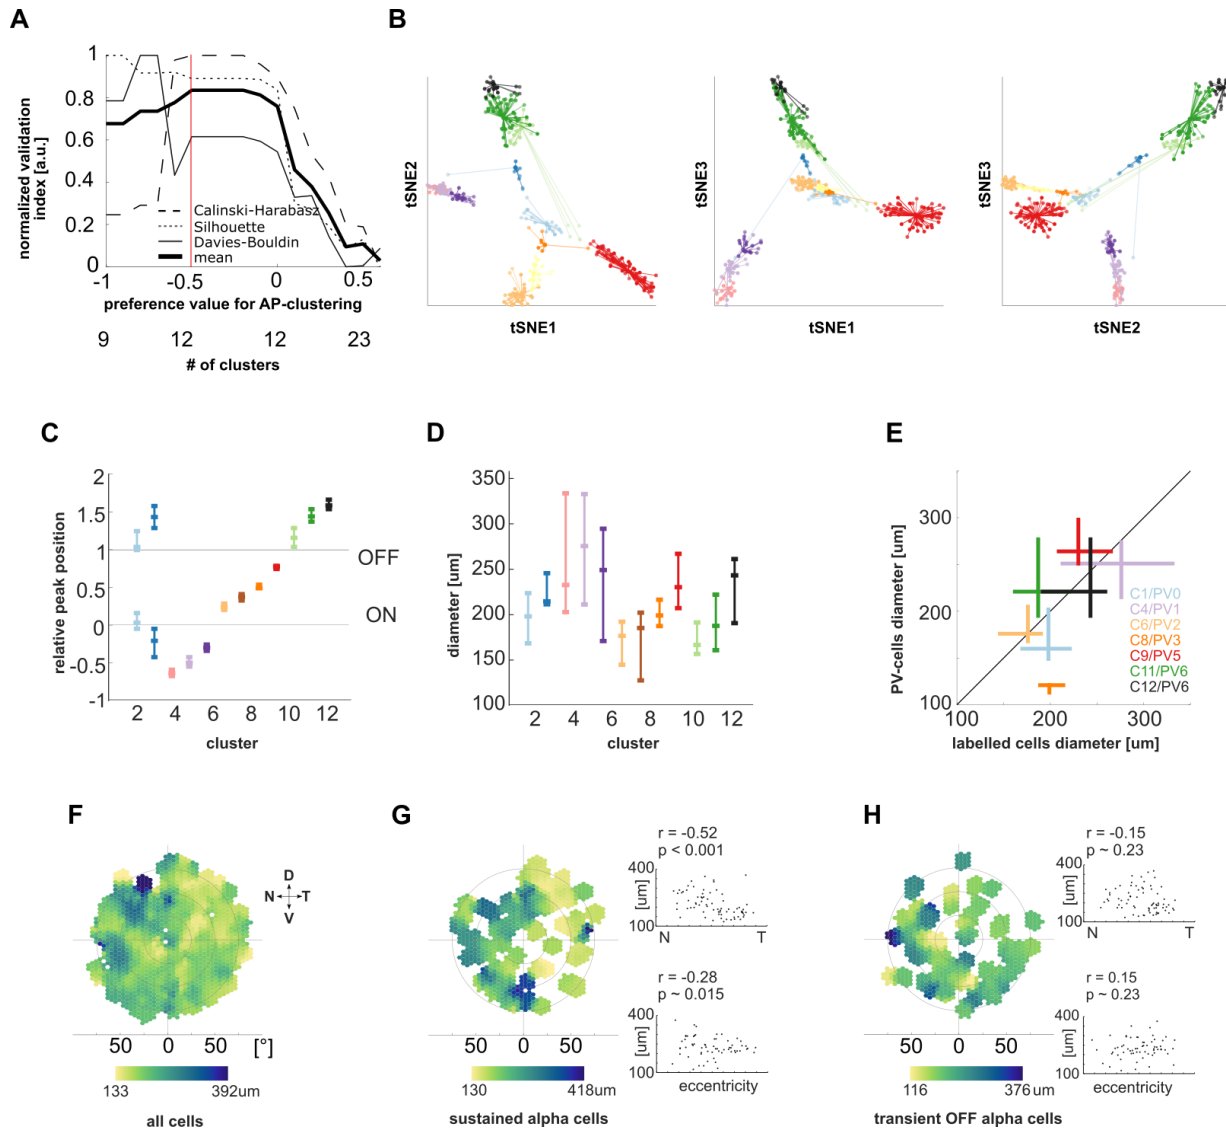 A
normalized validation
index [a.u.]
1
0.8
0.6
0.4
0.2
0
Calinski-Harabasz
Silhouette
Davies-Bouldin
mean
-1
-0.5
0
0.5
preference value for AP-clustering
9
12
12
23
# of clusters
B
tSNE2
tSNE1
tSNE3
tSNE1
tSNE3
tSNE2
C
relative peak position
2
1.5
1
0.5
0
-0.5
-1
OFF
ON
2
4
6
8
10
12
cluster
D
diameter [um]
350
300
250
200
150
100
2
4
6
8
10
12
cluster
E
PV-cells diameter [um]
300
200
100
C1/PV0
C4/PV1
C6/PV2
C8/PV3
C9/PV5
C11/PV6
C12/PV6
100
200
300
labelled cells diameter [um]
F
D
N
T
V
50
0
50
[°]
133
392um
all cells
G
50
0
50
130
418um
sustained alpha cells
r = -0.52
p < 0.001
400
[um]
100
N
T
r = -0.28
p ~ 0.015
400
[um]
100
eccentricity
H
50
0
50
116
376um
transient OFF alpha cells
r = -0.15
p ~ 0.23
400
[um]
100
N
T
r = 0.15
p ~ 0.23
400
[um]
100
eccentricity